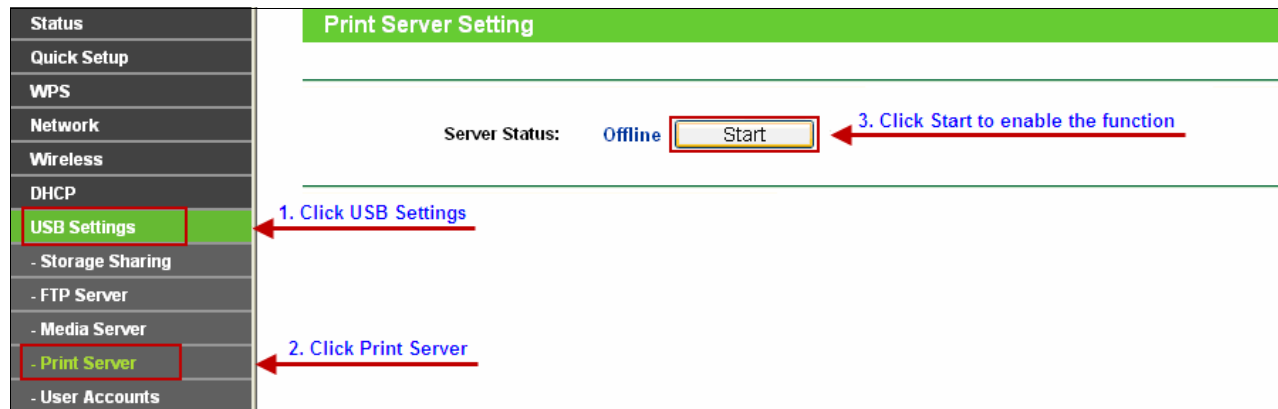 Status
Quick Setup
WPS
Network
Wireless
DHCP
USB Settings
- Storage Sharing
- FTP Server
- Media Server
- Print Server
- User Accounts
Print Server Setting
Server Status: Offline Start
3. Click Start to enable the function
1. Click USB Settings
2. Click Print Server